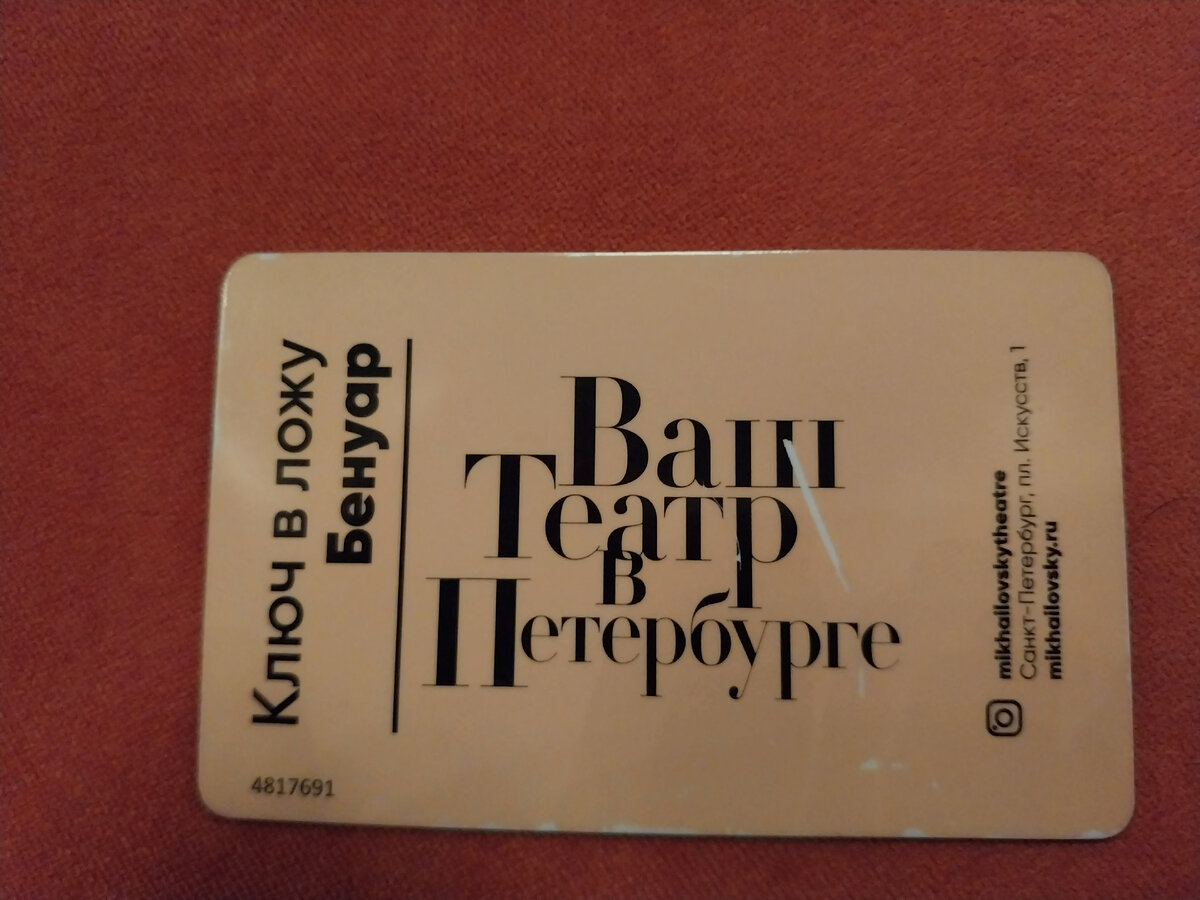 Ключ в ложу
Бенуар
Ваш
Театр
в
Петербурге
mikhailovskytheatre
Санкт-Петербург, пл. Искусств, 1
mikhailovsky.ru
4817691